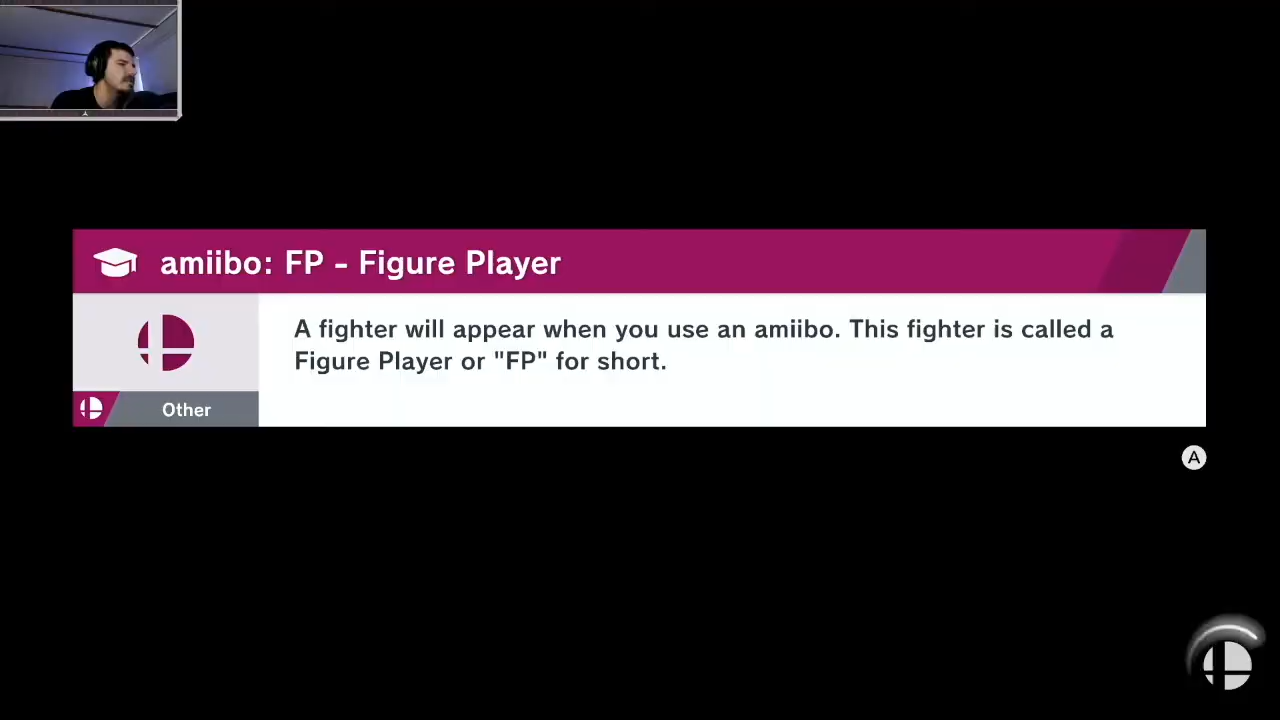 amiibo: FP - Figure Player
A fighter will appear when you use an amiibo. This fighter is called a
Figure Player or "FP" for short.
Other
A